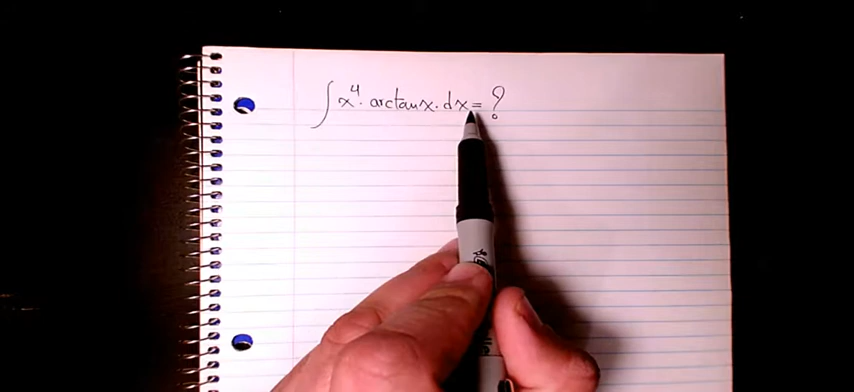 ∫ x⁴ · arctanx · dx = ?